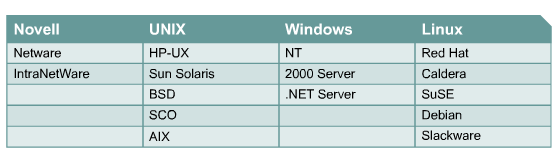 Novell UNIX Windows Linux
Netware HP-UX NT Red Hat
IntraNetWare Sun Solaris 2000 Server Caldera
BSD .NET Server SuSE
SCO Debian
AIX Slackware